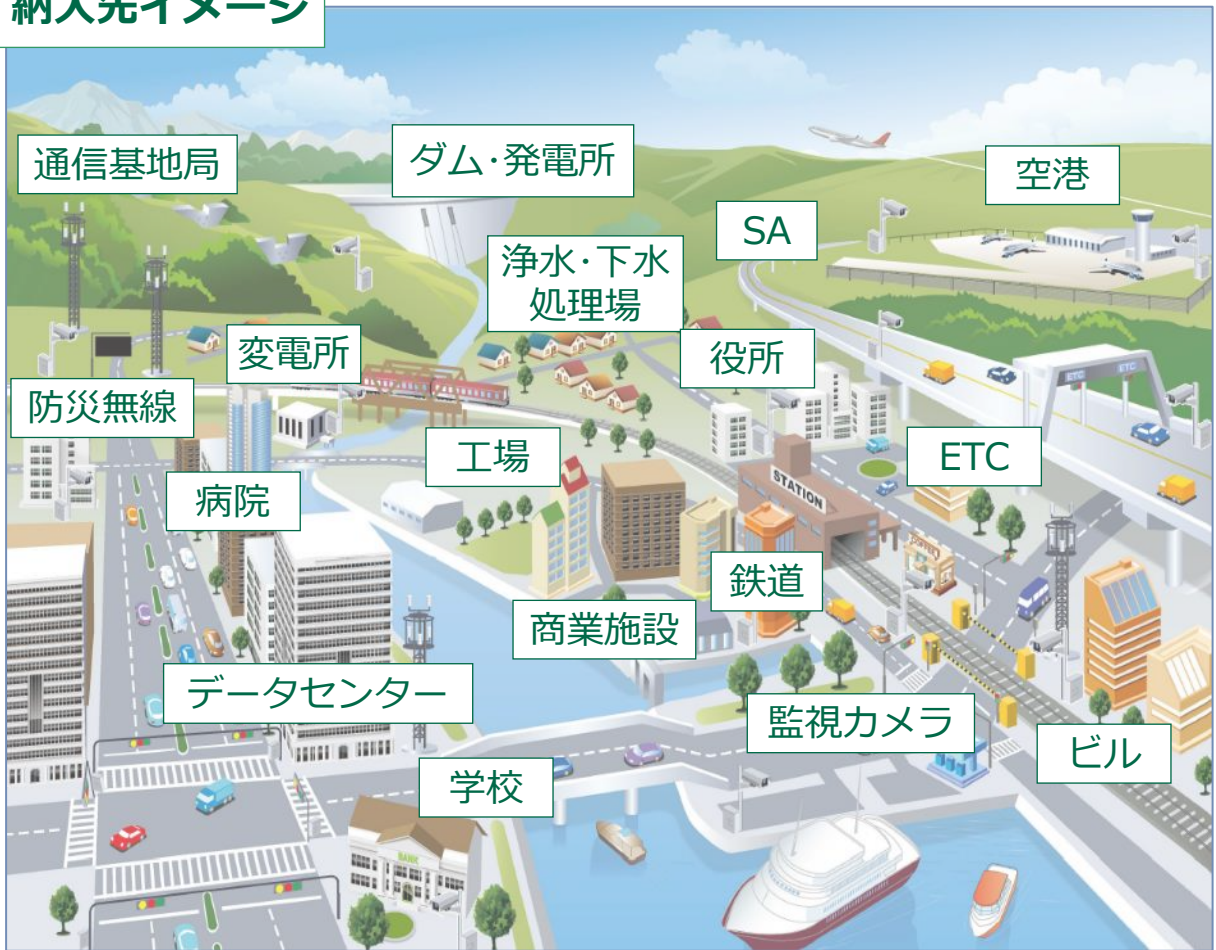 納入先イメージ
通信基地局
ダム・発電所
空港
SA
浄水・下水
処理場
変電所
役所
防災無線
ETC ETC
工場
ETC
病院
STATION
鉄道
商業施設
データセンター
監視カメラ
ビル
学校
BANK